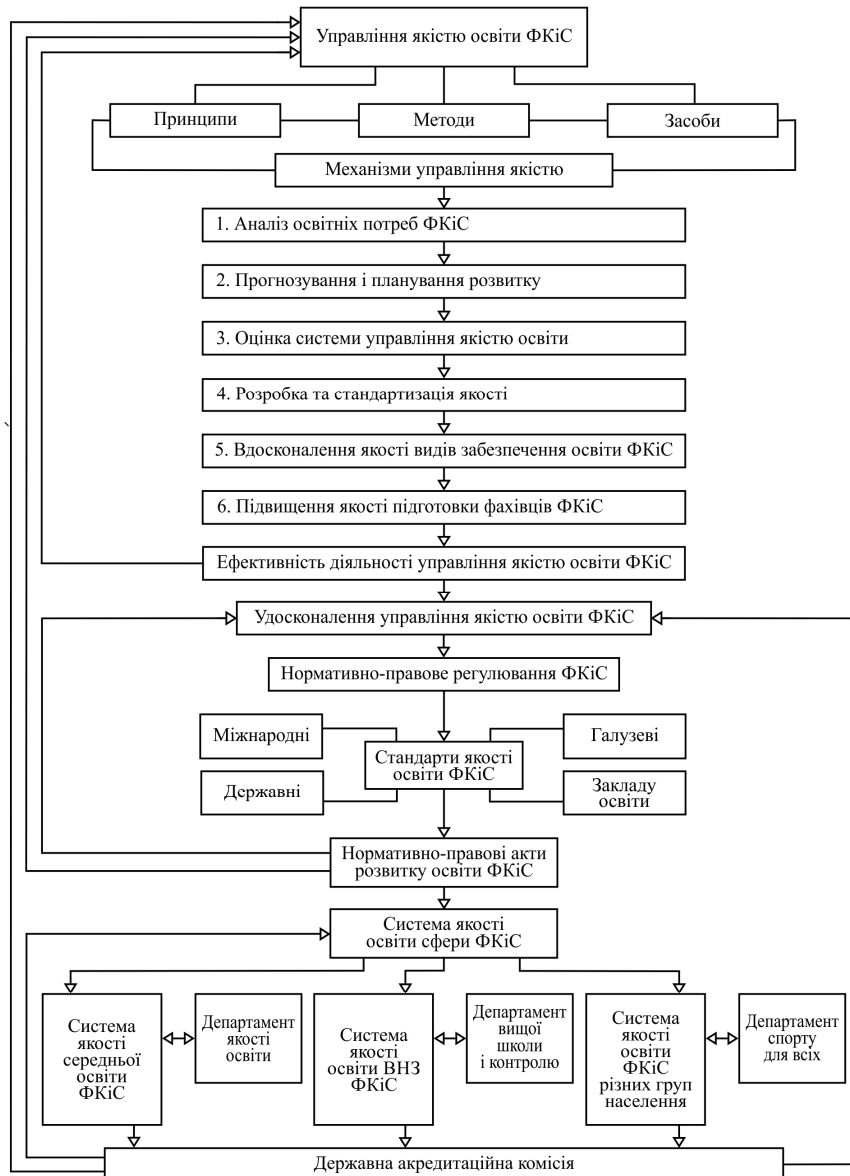 Управління якістю освіти ФКіС
Принципи
Методи
Засоби
Механізми управління якістю
1. Аналіз освітніх потреб ФКіС
2. Прогнозування і планування розвитку
3. Оцінка системи управління якістю освіти
4. Розробка та стандартизація якості
5. Вдосконалення якості видів забезпечення освіти ФКіС
6. Підвищення якості підготовки фахівців ФКіС
Ефективність діяльності управління якістю освіти ФКіС
Удосконалення управління якістю освіти ФКіС
Нормативно-правове регулювання ФКіС
Міжнародні
Галузеві
Стандарти якості
освіти ФКіС
Державні
Закладу
освіти
Нормативно-правові акти
розвитку освіти ФКіС
Система якості
освіти сфери ФКіС
Система
якості
середньої
освіти
ФКіС
Департамент
якості
освіти
Система
якості
освіти ВНЗ
ФКіС
Департамент
вищої
школи
і контролю
Система
якості
освіти
ФКіС
різних груп
населення
Департамент
спорту
для всіх
Державна акредитаційна комісія